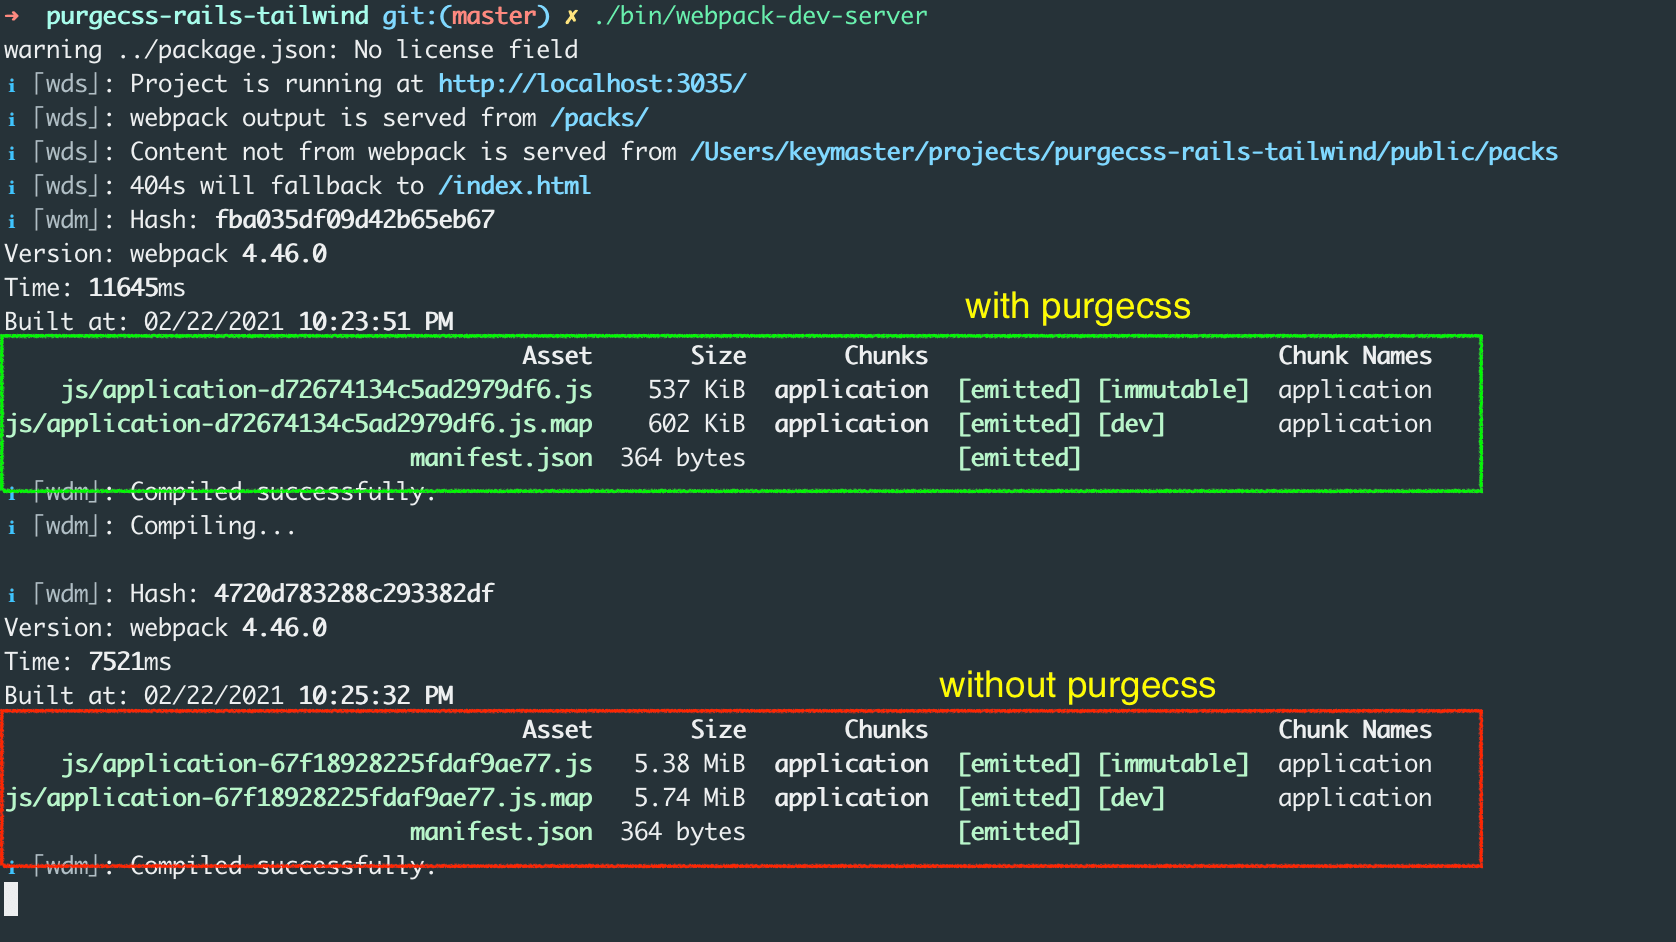 ➜  purgecss-rails-tailwind git:(master) ✗ ./bin/webpack-dev-server
warning ../package.json: No license field
ℹ ｢wds｣: Project is running at http://localhost:3035/
ℹ ｢wds｣: webpack output is served from /packs/
ℹ ｢wds｣: Content not from webpack is served from /Users/keymaster/projects/purgecss-rails-tailwind/public/packs
ℹ ｢wds｣: 404s will fallback to /index.html
ℹ ｢wdm｣: Hash: fba035df09d42b65eb67
Version: webpack 4.46.0
Time: 11645ms
with purgecss
Built at: 02/22/2021 10:23:51 PM
Asset Size Chunks Chunk Names
js/application-d72674134c5ad2979df6.js 537 KiB application [emitted] [immutable] application
js/application-d72674134c5ad2979df6.js.map 602 KiB application [emitted] [dev] application
manifest.json 364 bytes [emitted]
ℹ ｢wdm｣: Compiled successfully.
ℹ ｢wdm｣: Compiling...
ℹ ｢wdm｣: Hash: 4720d783288c293382df
Version: webpack 4.46.0
Time: 7521ms
without purgecss
Built at: 02/22/2021 10:25:32 PM
Asset Size Chunks Chunk Names
js/application-67f18928225fdaf9ae77.js 5.38 MiB application [emitted] [immutable] application
js/application-67f18928225fdaf9ae77.js.map 5.74 MiB application [emitted] [dev] application
manifest.json 364 bytes [emitted]
ℹ ｢wdm｣: Compiled successfully.